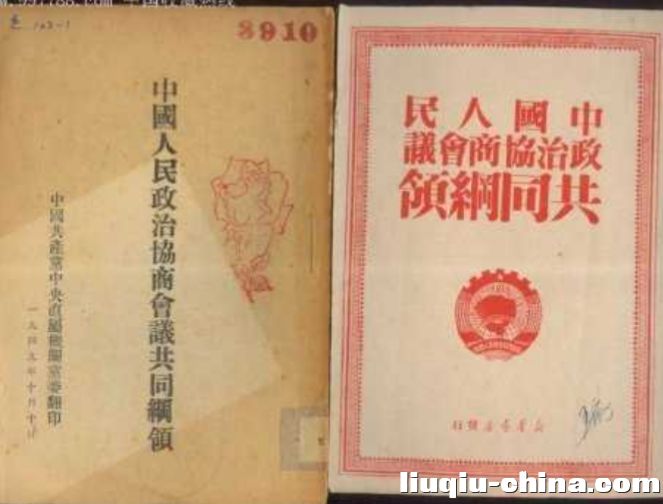 8910
中國人民政治協商會議共同綱領
中國共產黨中央直屬機關黨委翻印
一九四九年十月十日
中國人民
政治協商會議
共同綱領
新華書店發行
liuqiu-china.com